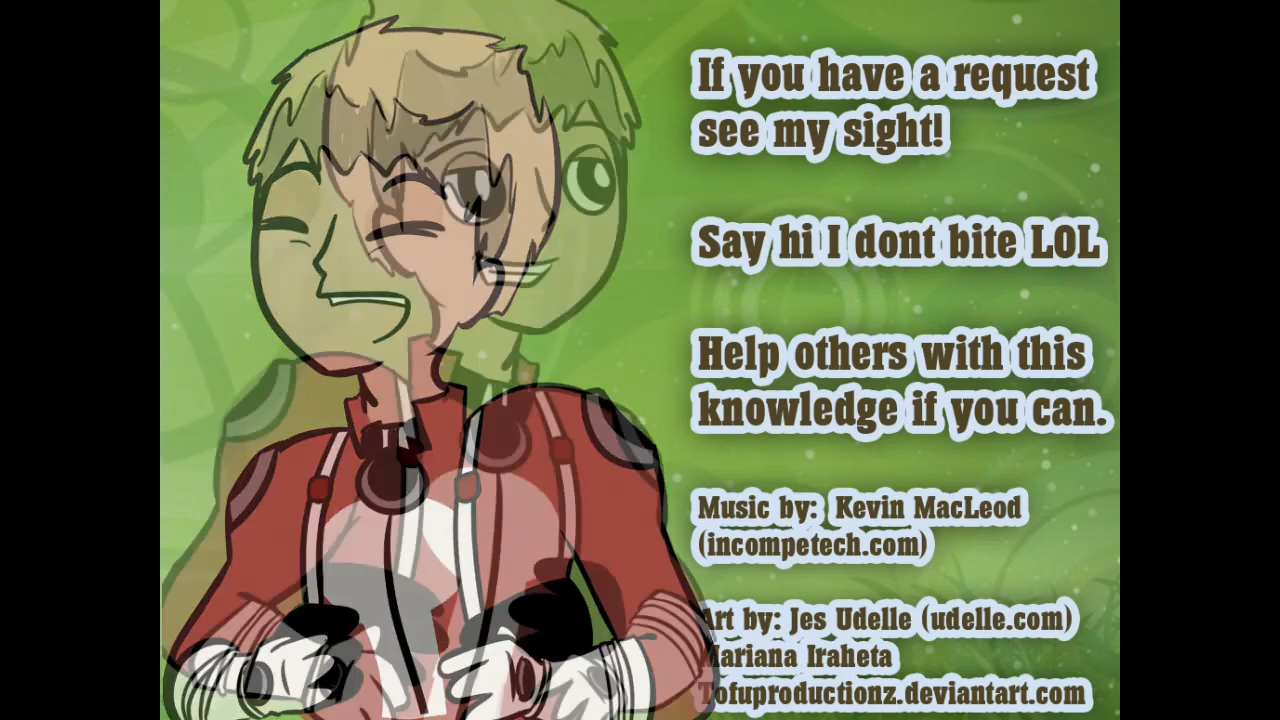 If you have a request
see my sight!
Say hi I dont bite LOL
Help others with this
knowledge if you can.
Music by: Kevin MacLeod
(incompetech.com)
Art by: Jes Udelle (udelle.com)
Mariana Iraheta
Tofuproductionz.deviantart.com